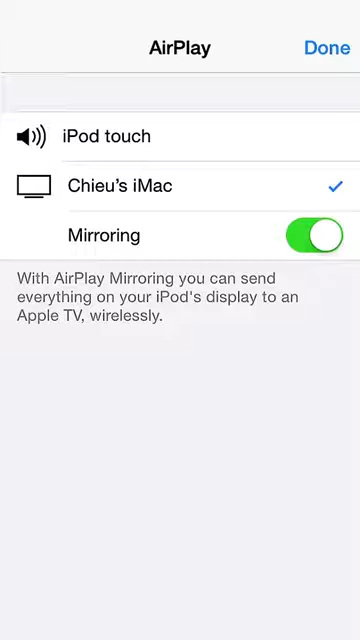 AirPlay
Done
iPod touch
Chieu’s iMac
Mirroring
With AirPlay Mirroring you can send
everything on your iPod's display to an
Apple TV, wirelessly.